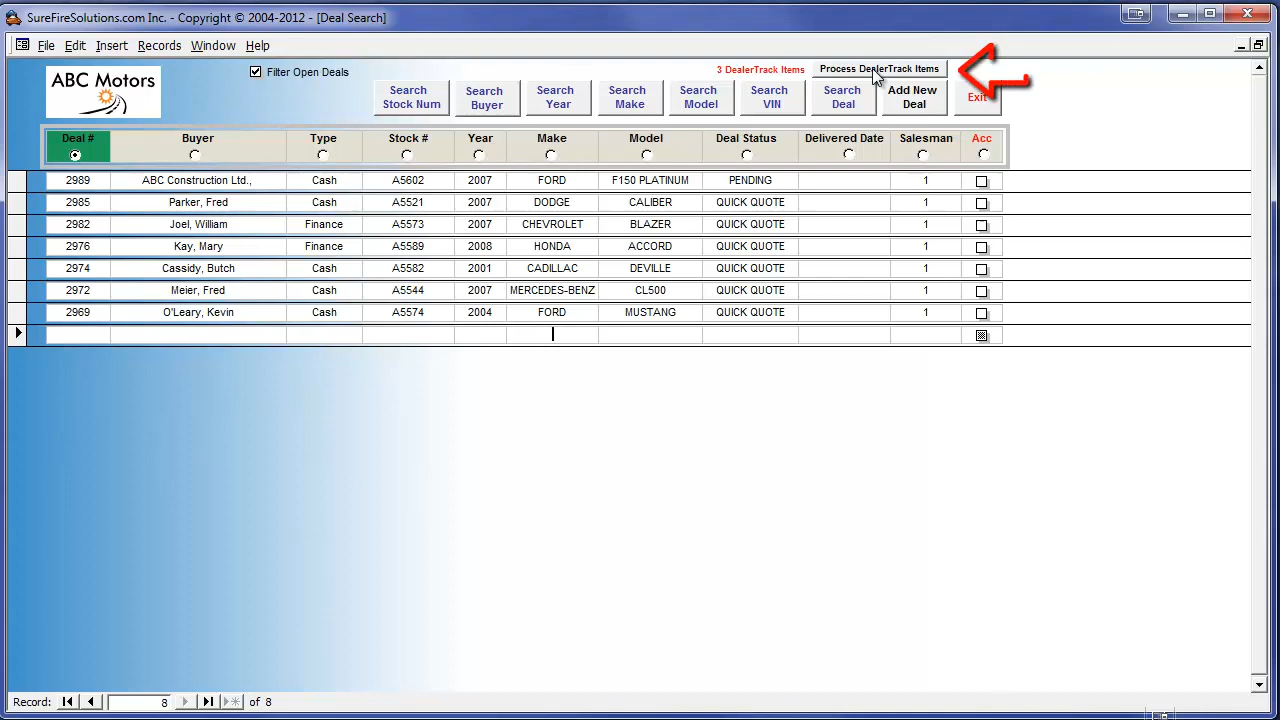 SureFireSolutions.com Inc. - Copyright © 2004-2012 - [Deal Search]
File Edit Insert Records Window Help
ABC Motors
Filter Open Deals
3 DealerTrack Items
Process DealerTrack Items
Search Stock Num
Search Buyer
Search Year
Search Make
Search Model
Search VIN
Search Deal
Add New Deal
Exit
Deal # Buyer Type Stock # Year Make Model Deal Status Delivered Date Salesman Acc
2989 ABC Construction Ltd., Cash A5602 2007 FORD F150 PLATINUM PENDING 1
2985 Parker, Fred Cash A5521 2007 DODGE CALIBER QUICK QUOTE 1
2982 Joel, William Finance A5573 2007 CHEVROLET BLAZER QUICK QUOTE 1
2976 Kay, Mary Finance A5589 2008 HONDA ACCORD QUICK QUOTE 1
2974 Cassidy, Butch Cash A5582 2001 CADILLAC DEVILLE QUICK QUOTE 1
2972 Meier, Fred Cash A5544 2007 MERCEDES-BENZ CL500 QUICK QUOTE 1
2969 O'Leary, Kevin Cash A5574 2004 FORD MUSTANG QUICK QUOTE 1
Record: 8 of 8